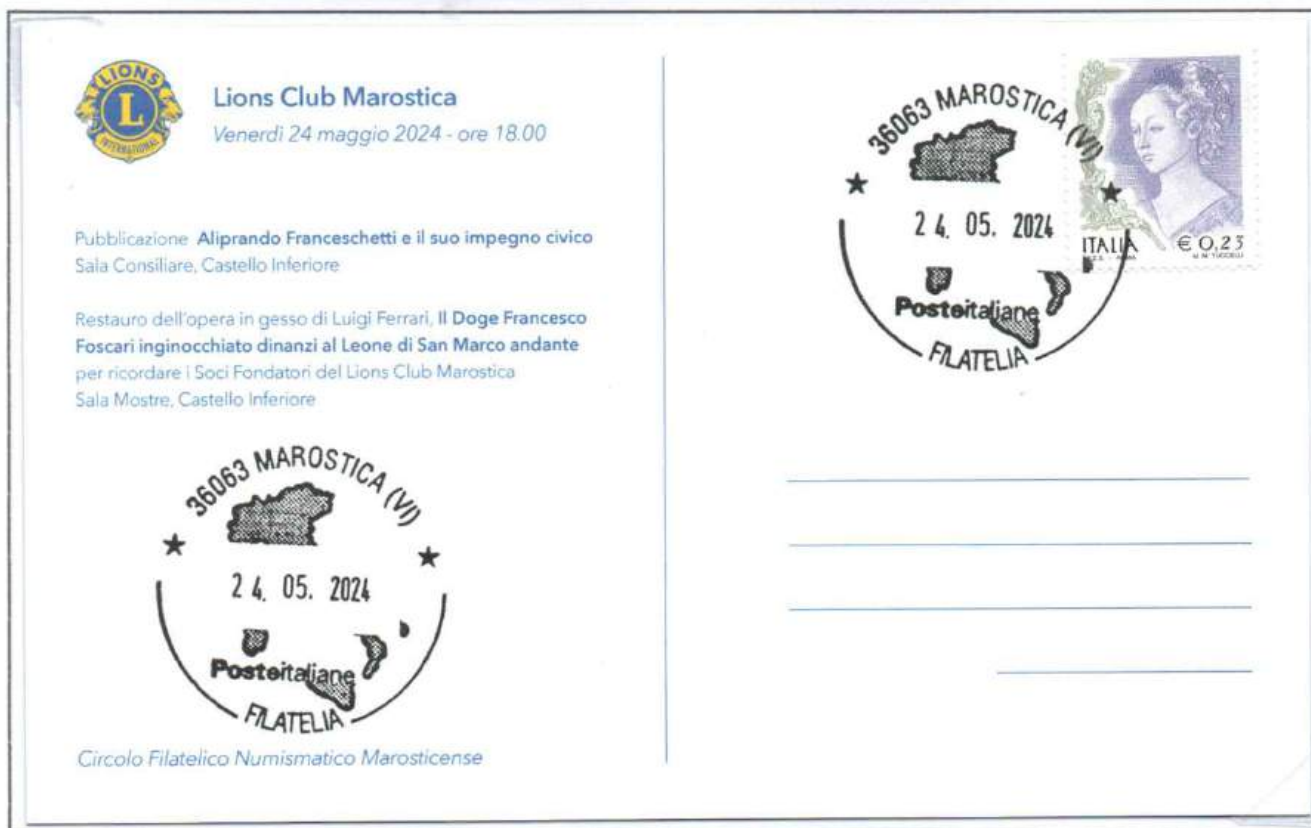 LIONS
L
INTERNATIONAL
Lions Club Marostica
Venerdì 24 maggio 2024 - ore 18.00
Pubblicazione Aliprando Franceschetti e il suo impegno civico
Sala Consiliare, Castello Inferiore
Restauro dell'opera in gesso di Luigi Ferrari, Il Doge Francesco
Foscari inginocchiato dinanzi al Leone di San Marco andante
per ricordare i Soci Fondatori del Lions Club Marostica
Sala Mostre, Castello Inferiore
36063 MAROSTICA (VI)
24. 05. 2024
Posteitaliane
FILATELIA
Circolo Filatelico Numismatico Marosticense
36063 MAROSTICA (VI)
24. 05. 2024
Posteitaliane
FILATELIA
ITALIA € 0,23
ROMA M. TUCCELLI